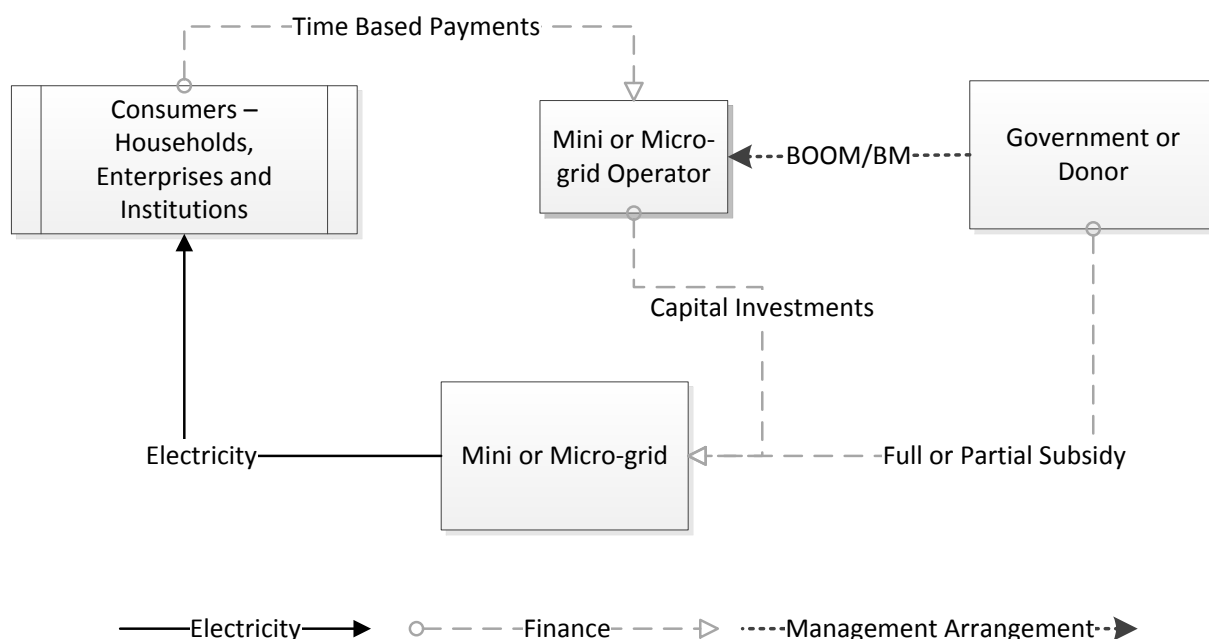 Time Based Payments
Consumers –
Households,
Enterprises and
Institutions
Mini or Micro-
grid Operator
BOOM/BM
Government or
Donor
Capital Investments
Electricity
Mini or Micro-grid
Full or Partial Subsidy
Electricity
Finance
Management Arrangement